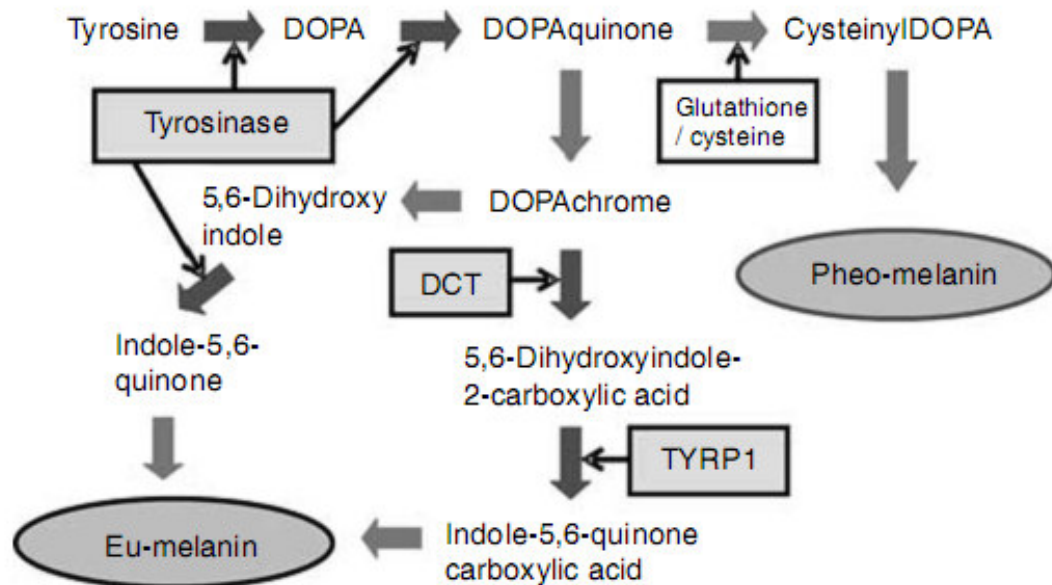 Tyrosine DOPA DOPAquinone CysteinylDOPA
Tyrosinase
Glutathione
/ cysteine
5,6-Dihydroxy
indole
DOPAchrome
DCT
Pheo-melanin
Indole-5,6-
quinone
5,6-Dihydroxyindole-
2-carboxylic acid
TYRP1
Eu-melanin
Indole-5,6-quinone
carboxylic acid